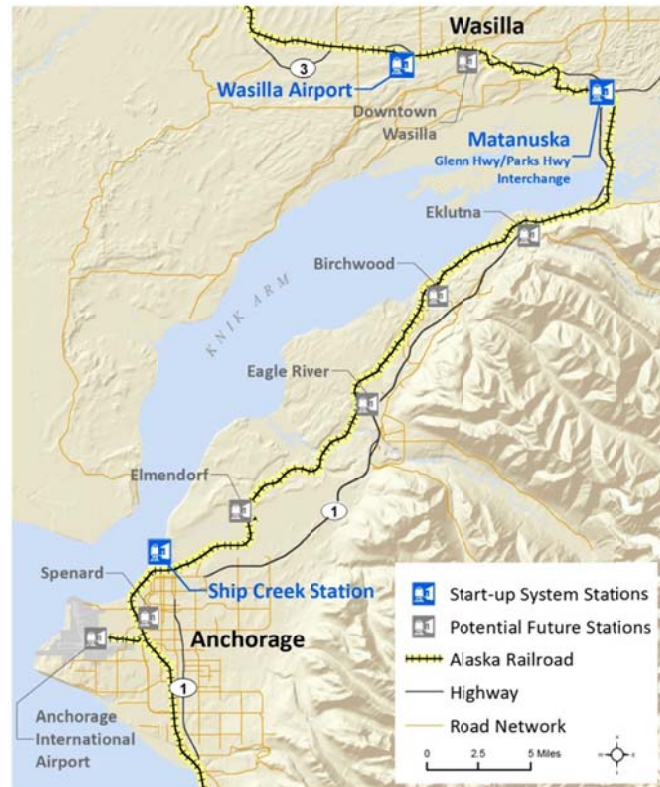 Wasilla
3
Wasilla Airport
Downtown
Wasilla
Matanuska
Glenn Hwy/Parks Hwy
Interchange
Eklutna
Birchwood
KNIK ARM
Eagle River
Elmendorf
1
Spenard
Ship Creek Station
Anchorage
1
Anchorage
International
Airport
Start-up System Stations
Potential Future Stations
Alaska Railroad
Highway
Road Network
0 2.5 5 Miles